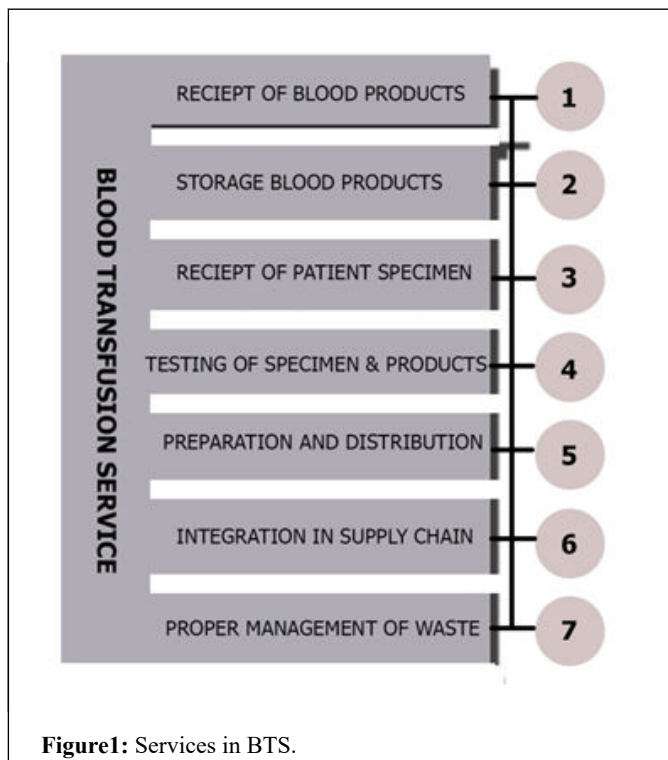 BLOOD TRANSFUSION SERVICE
RECIEPT OF BLOOD PRODUCTS
1
STORAGE BLOOD PRODUCTS
2
RECIEPT OF PATIENT SPECIMEN
3
TESTING OF SPECIMEN & PRODUCTS
4
PREPARATION AND DISTRIBUTION
5
INTEGRATION IN SUPPLY CHAIN
6
PROPER MANAGEMENT OF WASTE
7
Figure1: Services in BTS.